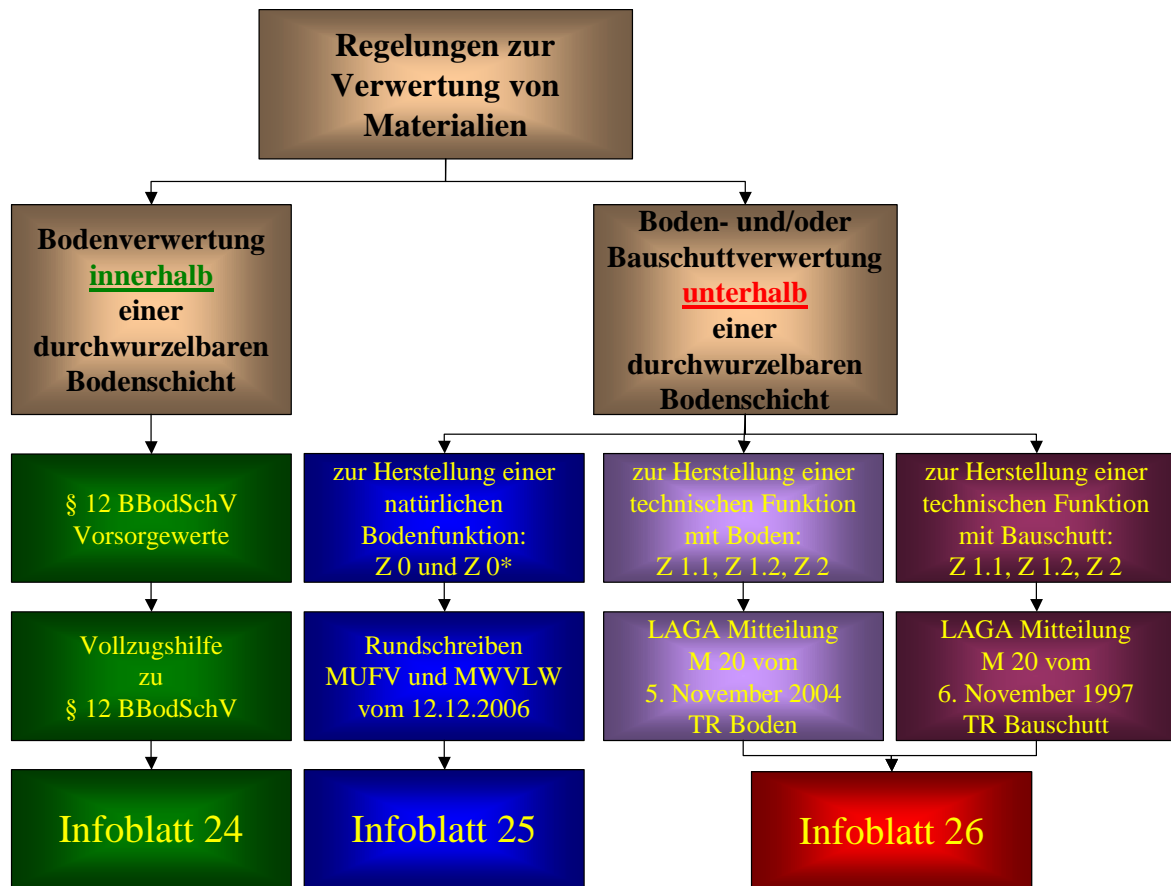 Regelungen zur
Verwertung von
Materialien
Bodenverwertung
innerhalb
einer
durchwurzelbaren
Bodenschicht
Boden- und/oder
Bauschuttverwertung
unterhalb
einer
durchwurzelbaren
Bodenschicht
§ 12 BBodSchV
Vorsorgewerte
zur Herstellung einer
natürlichen
Bodenfunktion:
Z 0 und Z 0*
zur Herstellung einer
technischen Funktion
mit Boden:
Z 1.1, Z 1.2, Z 2
zur Herstellung einer
technischen Funktion
mit Bauschutt:
Z 1.1, Z 1.2, Z 2
Vollzugshilfe
zu
§ 12 BBodSchV
Rundschreiben
MUFV und MWVLW
vom 12.12.2006
LAGA Mitteilung
M 20 vom
5. November 2004
TR Boden
LAGA Mitteilung
M 20 vom
6. November 1997
TR Bauschutt
Infoblatt 24
Infoblatt 25
Infoblatt 26